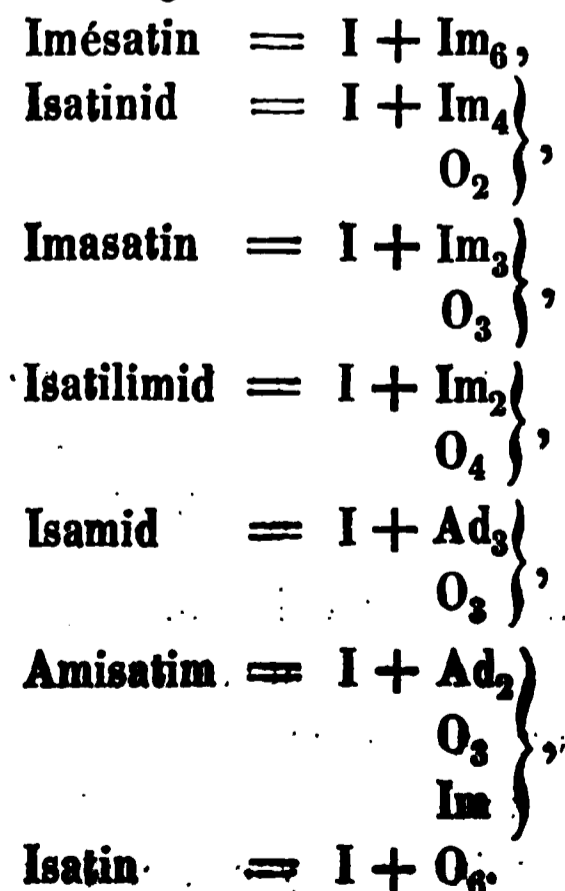 Imésatin = I + Im₆,
Isatinid = I + Im₄
O₂ },
Imasatin = I + Im₃
O₃ },
Isatilimid = I + Im₂
O₄ },
Isamid = I + Ad₃
O₃ },
Amisatim = I + Ad₂
O₃ },
Im
Isatin = I + O₆.